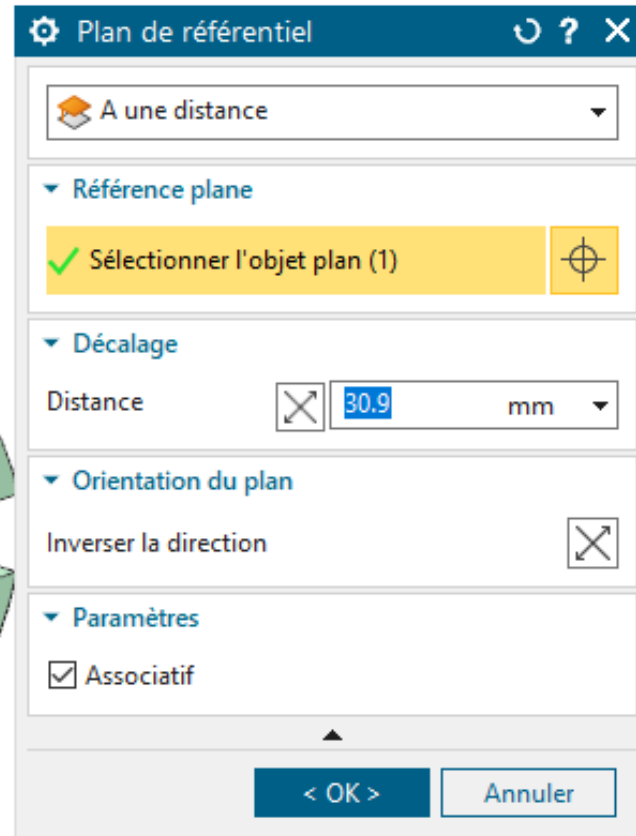 Plan de référentiel ?
A une distance
Référence plane
Sélectionner l'objet plan (1)
Décalage
Distance 30.9 mm
Orientation du plan
Inverser la direction
Paramètres
Associatif
< OK > Annuler